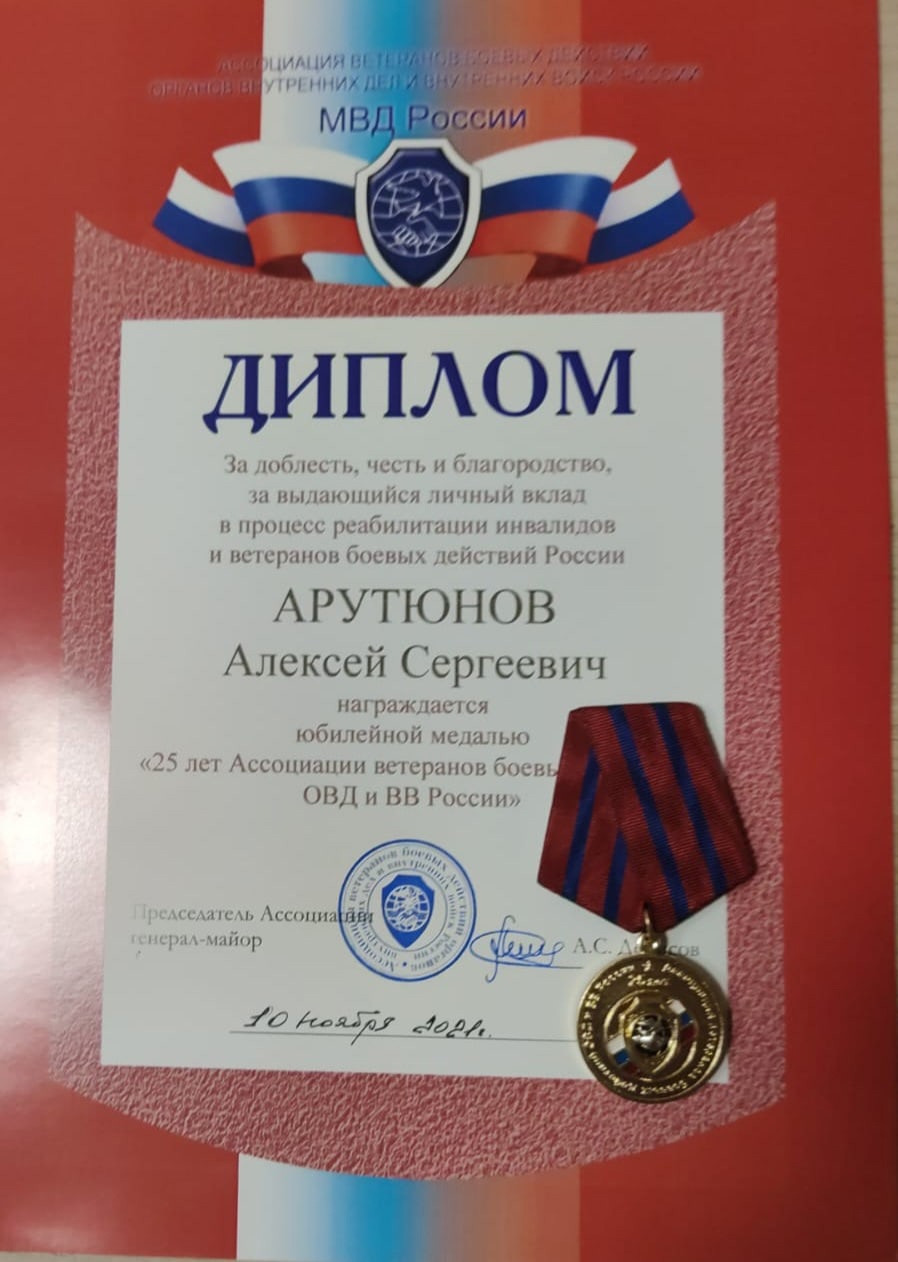 АССОЦИАЦИЯ ВЕТЕРАНОВ БОЕВЫХ ДЕЙСТВИЙ
ОРГАНОВ ВНУТРЕННИХ ДЕЛ И ВНУТРЕННИХ ВОЙСК РОССИИ
МВД России
ДИПЛОМ
За доблесть, честь и благородство,
за выдающийся личный вклад
в процесс реабилитации инвалидов
и ветеранов боевых действий России
АРУТЮНОВ
Алексей Сергеевич
награждается
юбилейной медалью
«25 лет Ассоциации ветеранов боевы
ОВД и ВВ России»
Председатель Ассоциации
генерал-майор
А.С.
10 ноября 2021г.